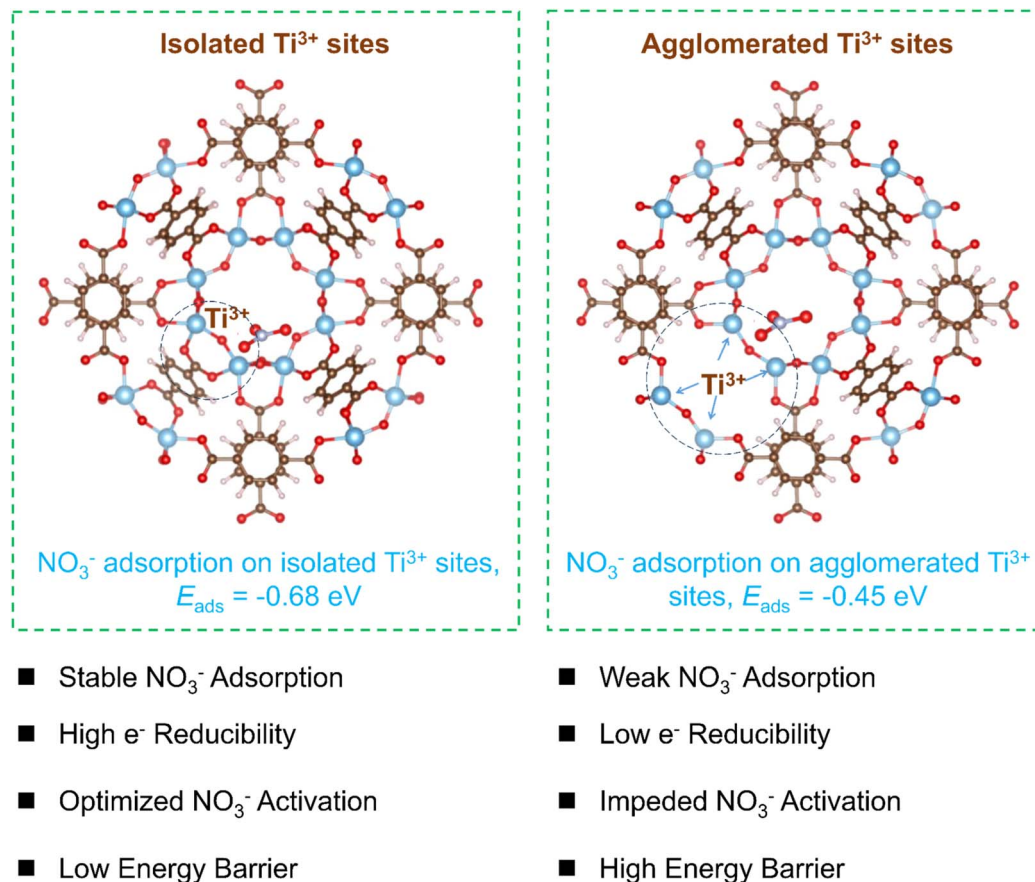 Isolated Ti³⁺ sites
Ti³⁺
NO₃⁻ adsorption on isolated Ti³⁺ sites,
E_ads = -0.68 eV
Agglomerated Ti³⁺ sites
Ti³⁺
NO₃⁻ adsorption on agglomerated Ti³⁺
sites, E_ads = -0.45 eV
■ Stable NO₃⁻ Adsorption
■ High e⁻ Reducibility
■ Optimized NO₃⁻ Activation
■ Low Energy Barrier
■ Weak NO₃⁻ Adsorption
■ Low e⁻ Reducibility
■ Impeded NO₃⁻ Activation
■ High Energy Barrier